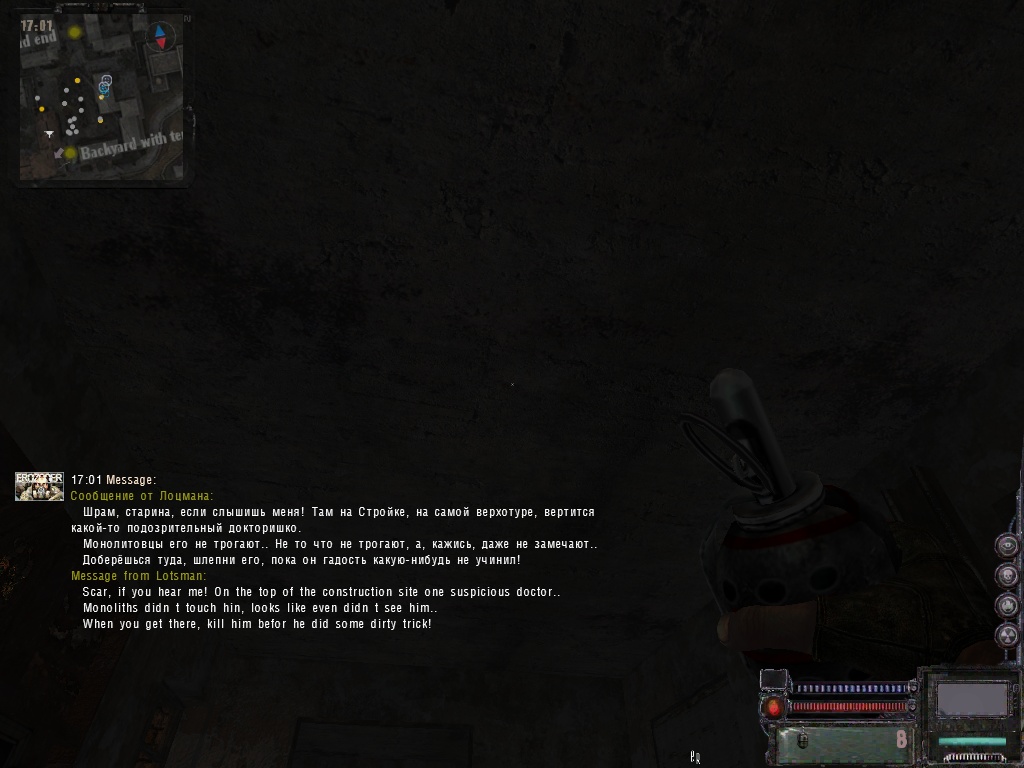 17:01
d end
N
Backyard with te
17:01 Message:
Сообщение от Лоцмана:
Шрам, старина, если слышишь меня! Там на Стройке, на самой верхотуре, вертится
какой-то подозрительный докторишко.
Монолитовцы его не трогают.. Не то что не трогают, а, кажись, даже не замечают..
Доберёшься туда, шлепни его, пока он гадость какую-нибудь не учинил!
Message from Lotsman:
Scar, if you hear me! On the top of the construction site one suspicious doctor..
Monoliths didn t touch hin, looks like even didn t see him..
When you get there, kill him befor he did some dirty trick!
8